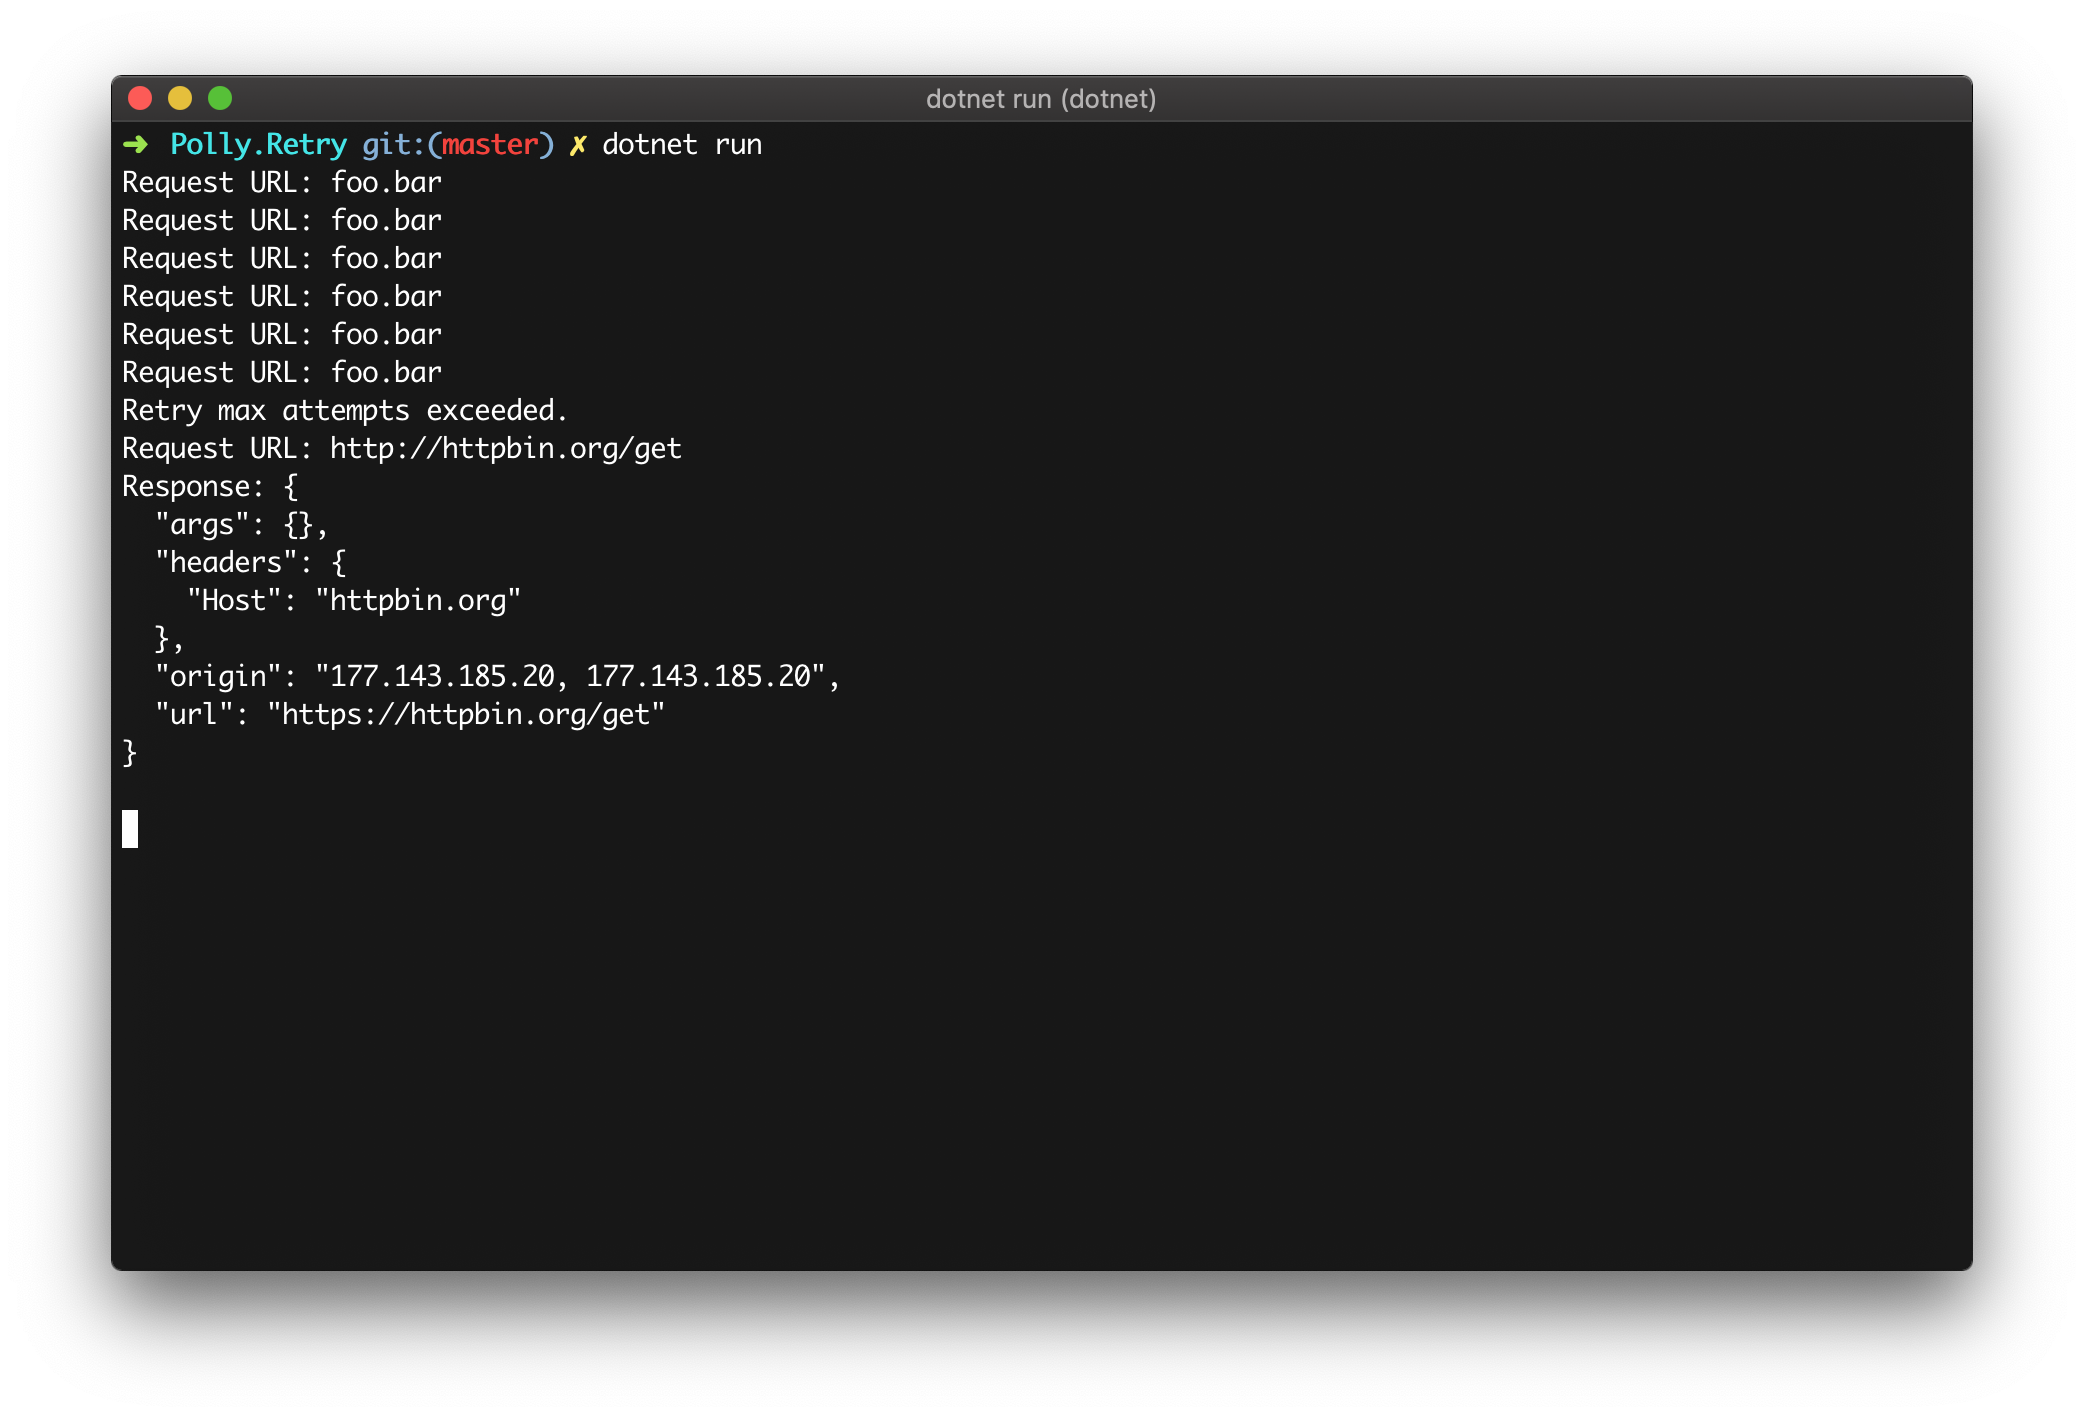 dotnet run (dotnet)
➜ Polly.Retry git:(master) ✗ dotnet run
Request URL: foo.bar
Request URL: foo.bar
Request URL: foo.bar
Request URL: foo.bar
Request URL: foo.bar
Request URL: foo.bar
Retry max attempts exceeded.
Request URL: http://httpbin.org/get
Response: {
  "args": {},
  "headers": {
    "Host": "httpbin.org"
  },
  "origin": "177.143.185.20, 177.143.185.20",
  "url": "https://httpbin.org/get"
}